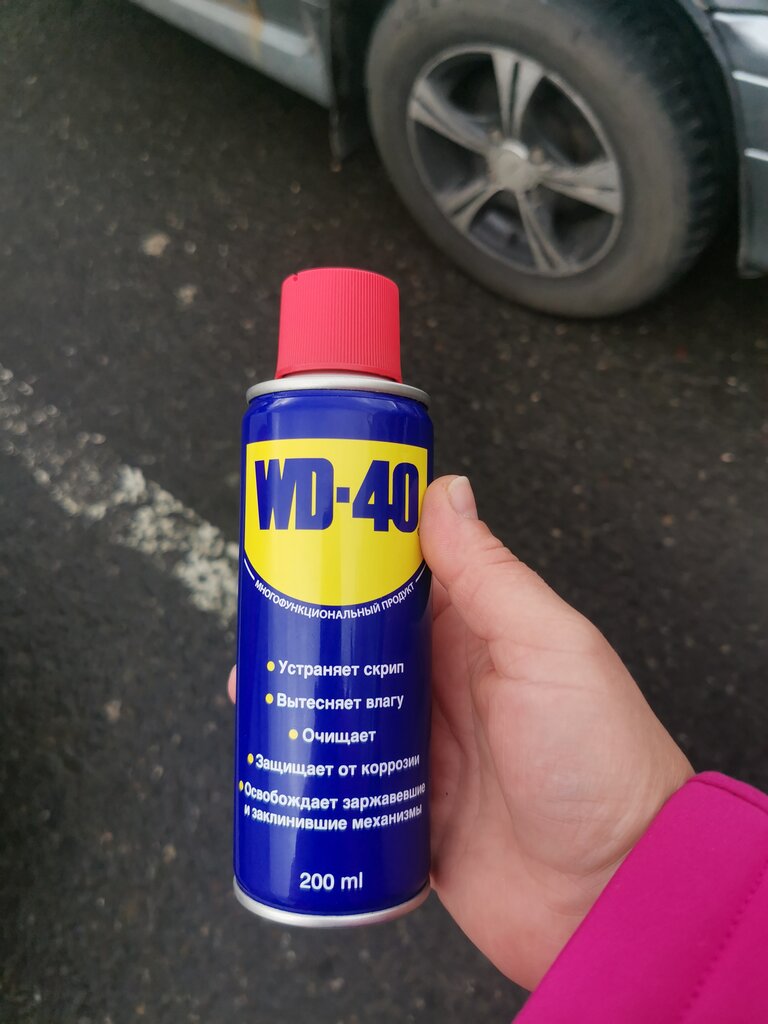 WD-40
МНОГОФУНКЦИОНАЛЬНЫЙ ПРОДУКТ
• Устраняет скрип
• Вытесняет влагу
• Очищает
• Защищает от коррозии
• Освобождает заржавевшие
и заклинившие механизмы
200 ml